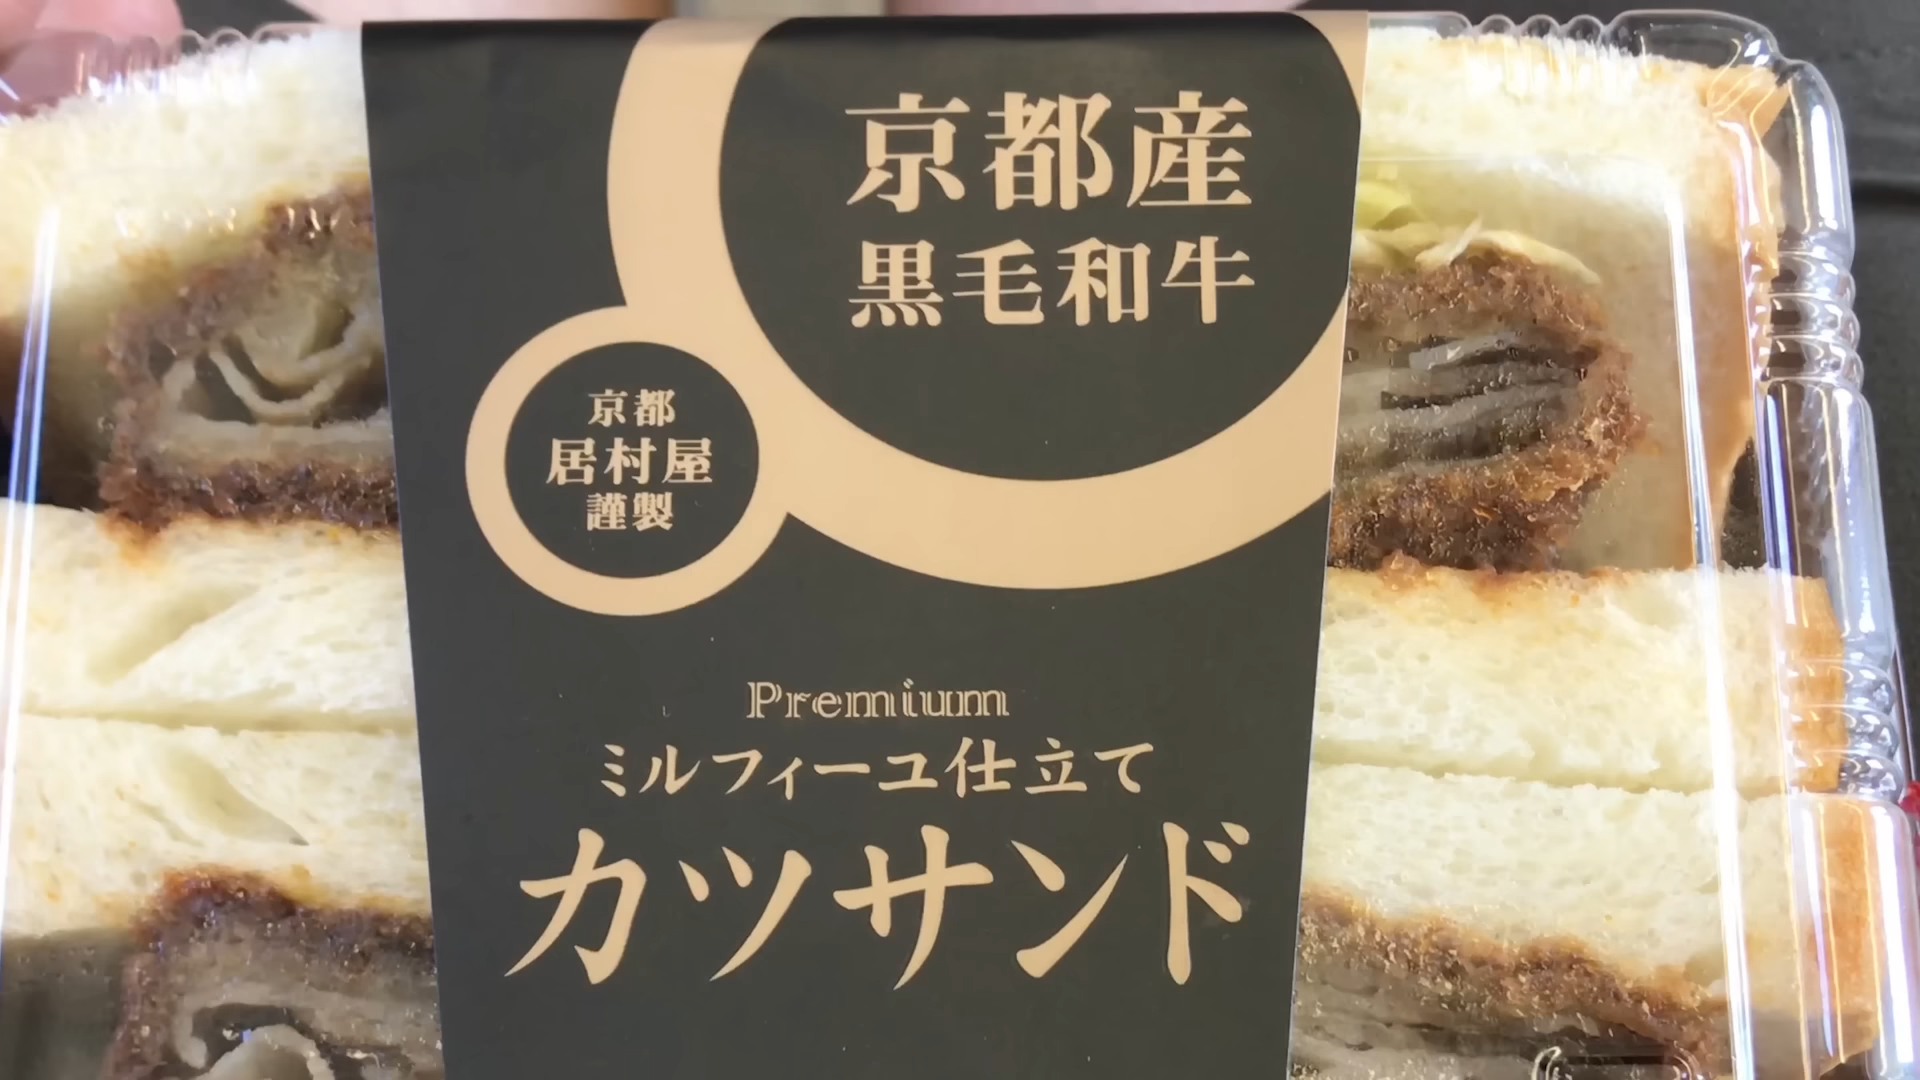 京都産
黒毛和牛
京都
居村屋
謹製
Premium
ミルフィーユ仕立て
カツサンド